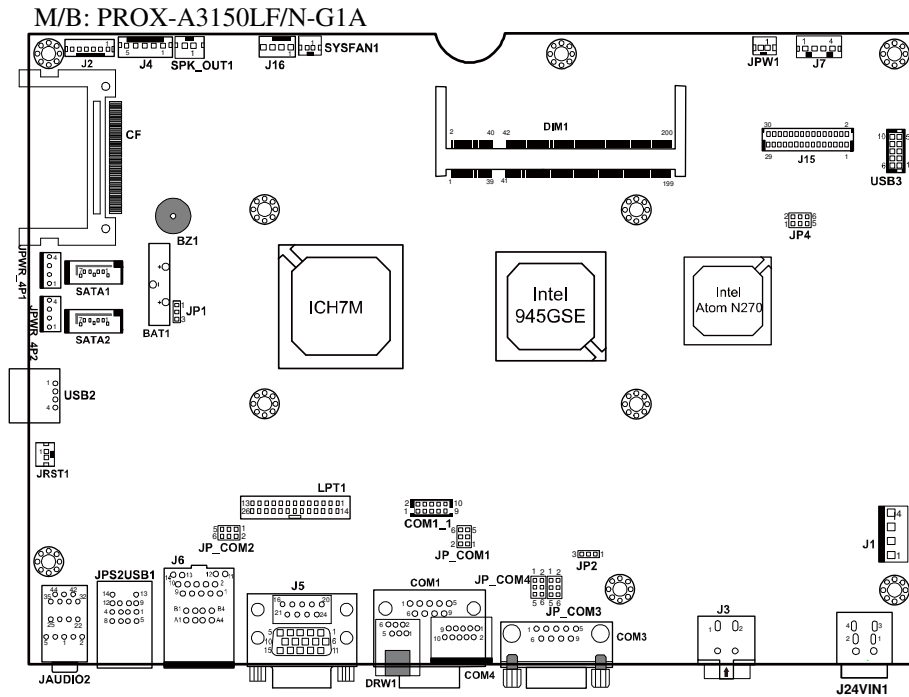 M/B: PROX-A3150LF/N-G1A
J2
J4
SPK_OUT1
J16
SYSFAN1
JPW1
J7
CF
DIM1
2 40 42 200
1 39 41 199
30 2
29 1
J15
USB3
BZ1
JP4
JPWR_4P1
SATA1
JP1
BAT1
JPWR_4P2
SATA2
ICH7M
Intel
945GSE
Intel
Atom N270
USB2
JRST1
LPT1
13 1
26 14
JP_COM2
COM1_1
2 10
1 9
JP_COM1
JP_COM4
JP2
3 1
J1
JP_COM3
J6
JPS2USB1
J5
COM1
COM3
J3
JAUDIO2
DRW1
COM4
J24VIN1